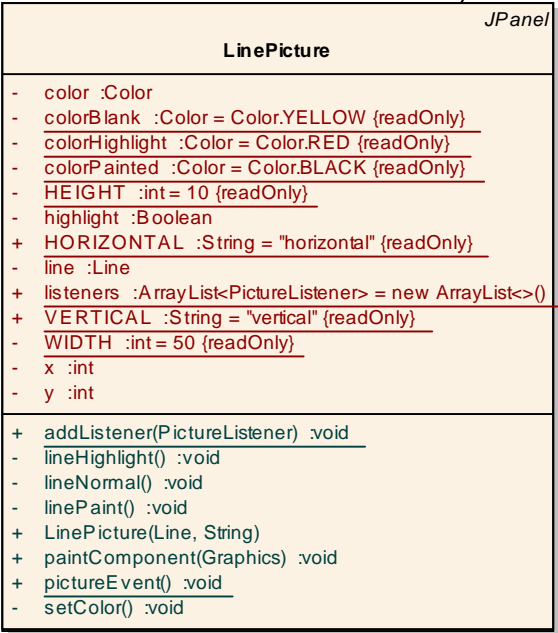 JPanel
LinePicture
- color :Color
- colorBlank :Color = Color.YELLOW {readOnly}
- colorHighlight :Color = Color.RED {readOnly}
- colorPainted :Color = Color.BLACK {readOnly}
- HEIGHT :int = 10 {readOnly}
- highlight :Boolean
+ HORIZONTAL :String = "horizontal" {readOnly}
- line :Line
+ listeners :ArrayList<PictureListener> = new ArrayList<>()
+ VERTICAL :String = "vertical" {readOnly}
- WIDTH :int = 50 {readOnly}
- x :int
- y :int
+ addListener(PictureListener) :void
- lineHighlight() :void
- lineNormal() :void
- linePaint() :void
+ LinePicture(Line, String)
+ paintComponent(Graphics) :void
+ pictureEvent() :void
- setColor() :void